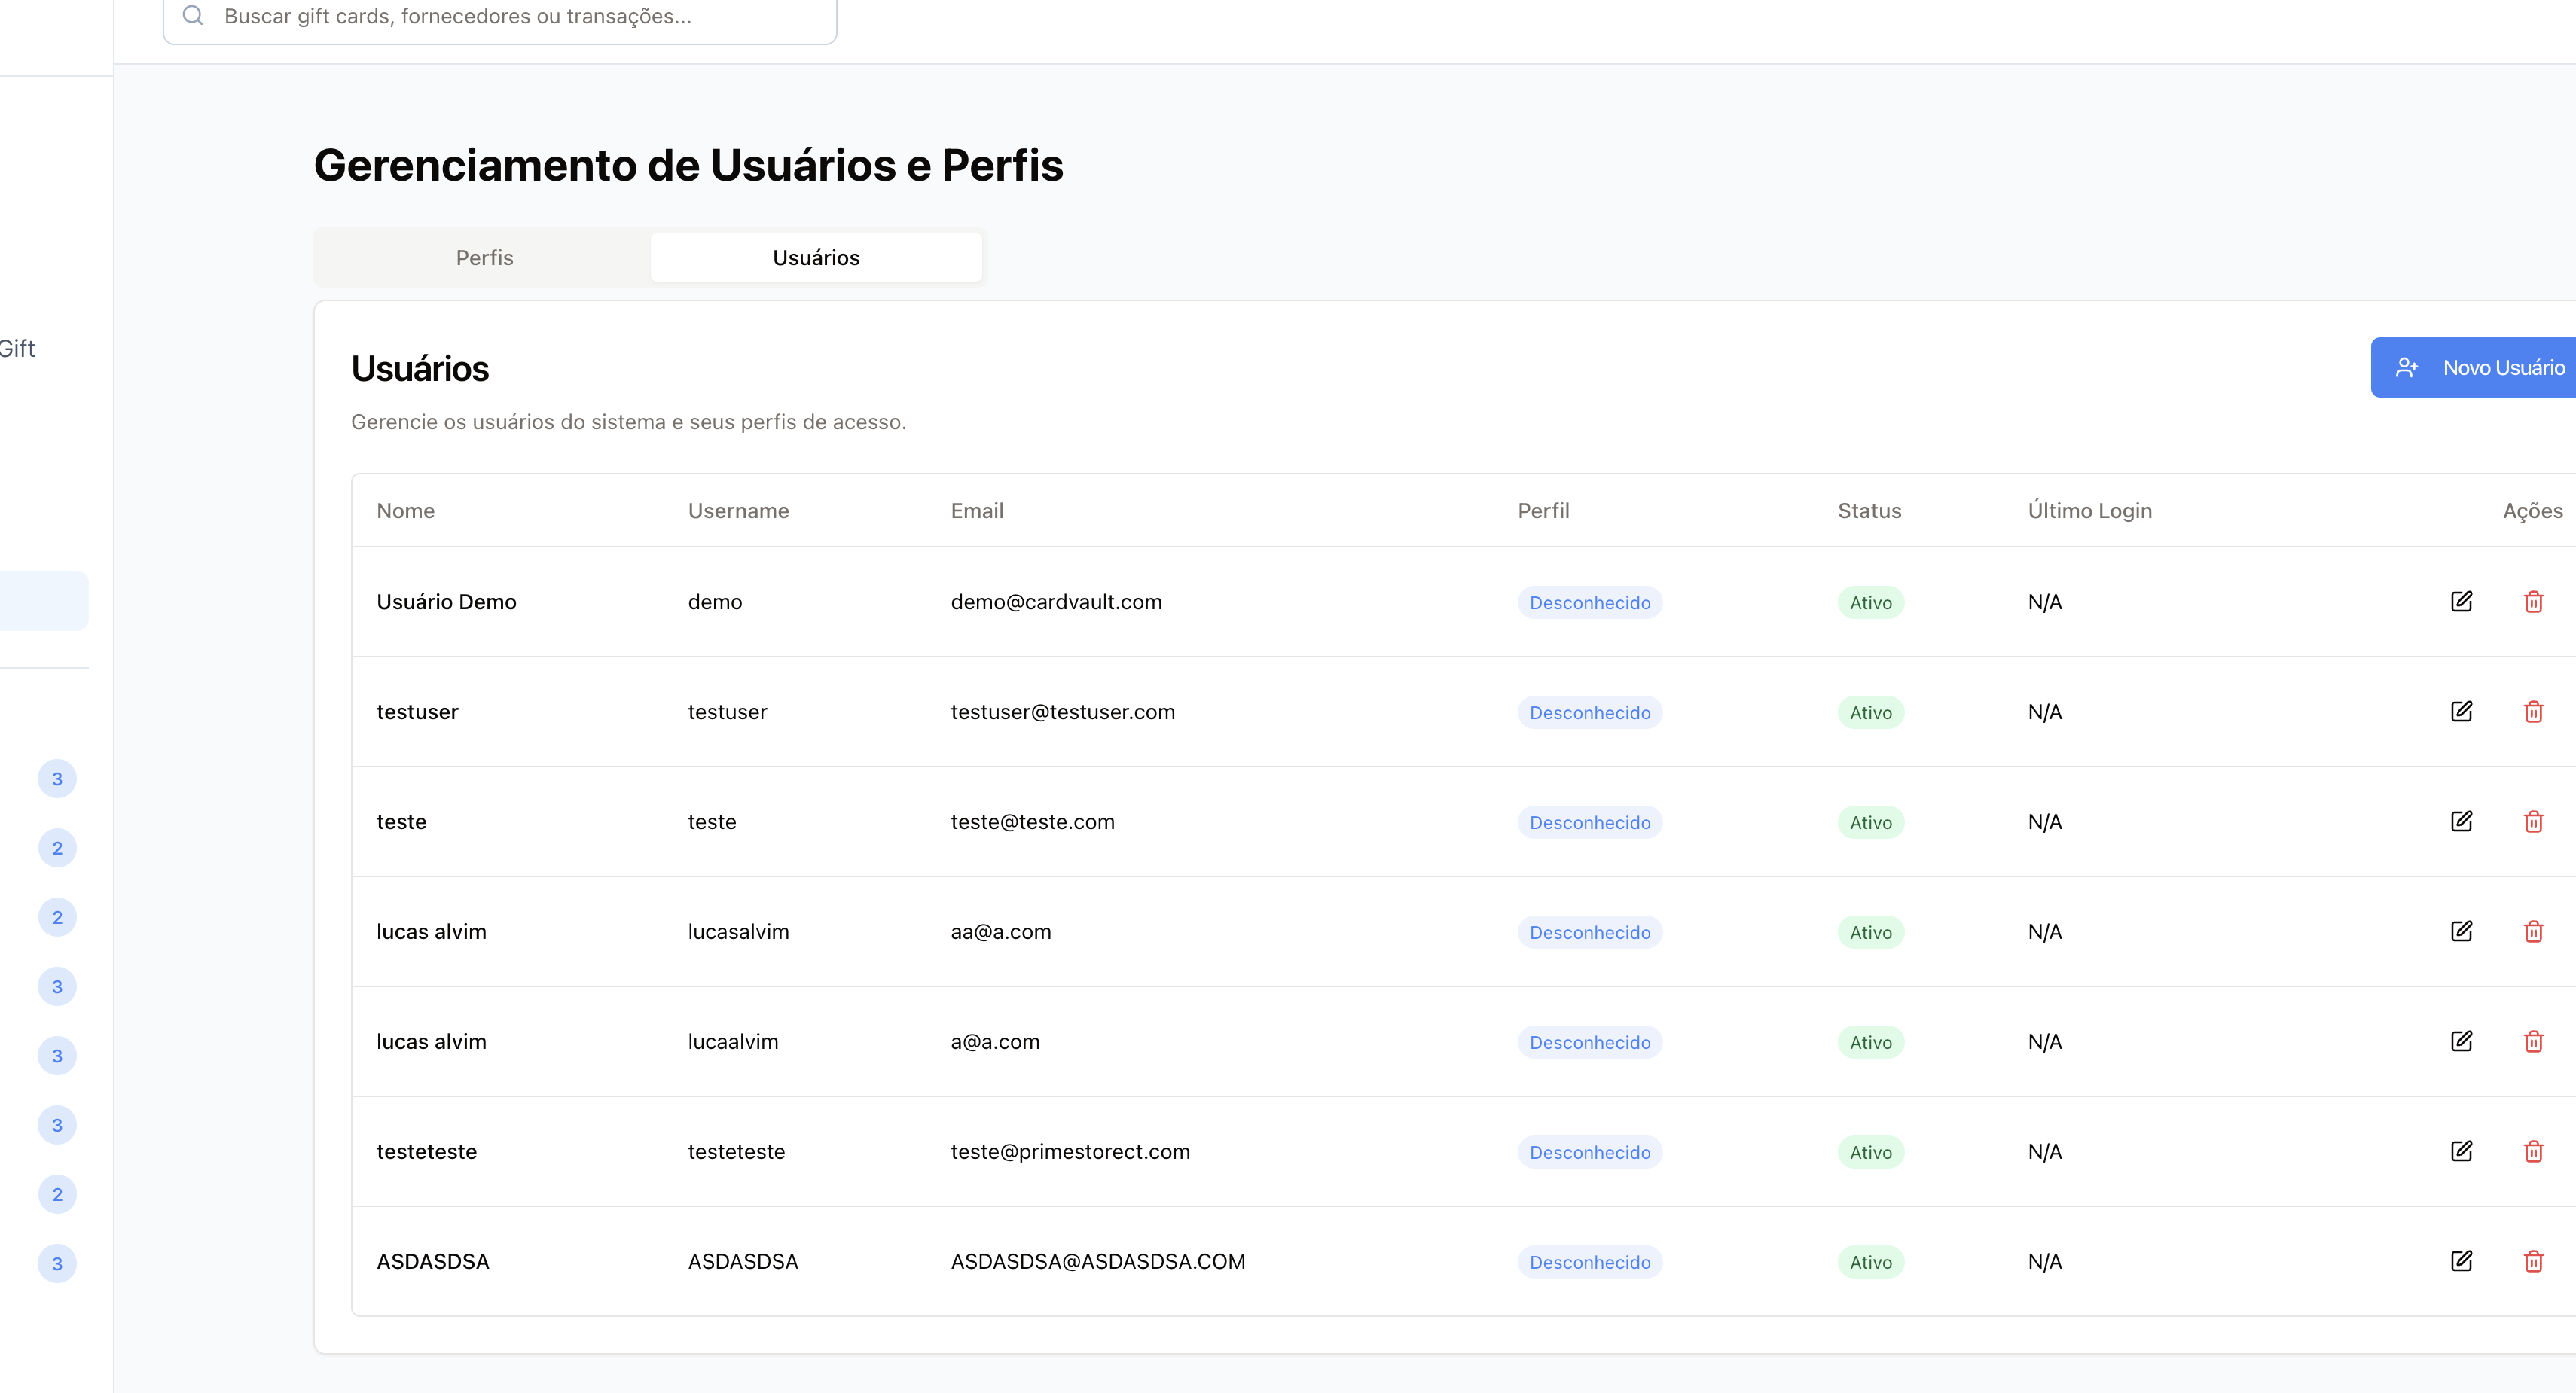 Buscar gift cards, fornecedores ou transações...
Gerenciamento de Usuários e Perfis
Perfis Usuários
Gift
Usuários
Novo Usuário
Gerencie os usuários do sistema e seus perfis de acesso.
Nome Username Email Perfil Status Último Login Ações
Usuário Demo demo demo@cardvault.com Desconhecido Ativo N/A
testuser testuser testuser@testuser.com Desconhecido Ativo N/A
3
teste teste teste@teste.com Desconhecido Ativo N/A
2
2
lucas alvim lucasalvim aa@a.com Desconhecido Ativo N/A
3
lucas alvim lucaalvim a@a.com Desconhecido Ativo N/A
3
3
testeteste testeteste teste@primestorect.com Desconhecido Ativo N/A
2
ASDASDSA ASDASDSA ASDASDSA@ASDASDSA.COM Desconhecido Ativo N/A
3